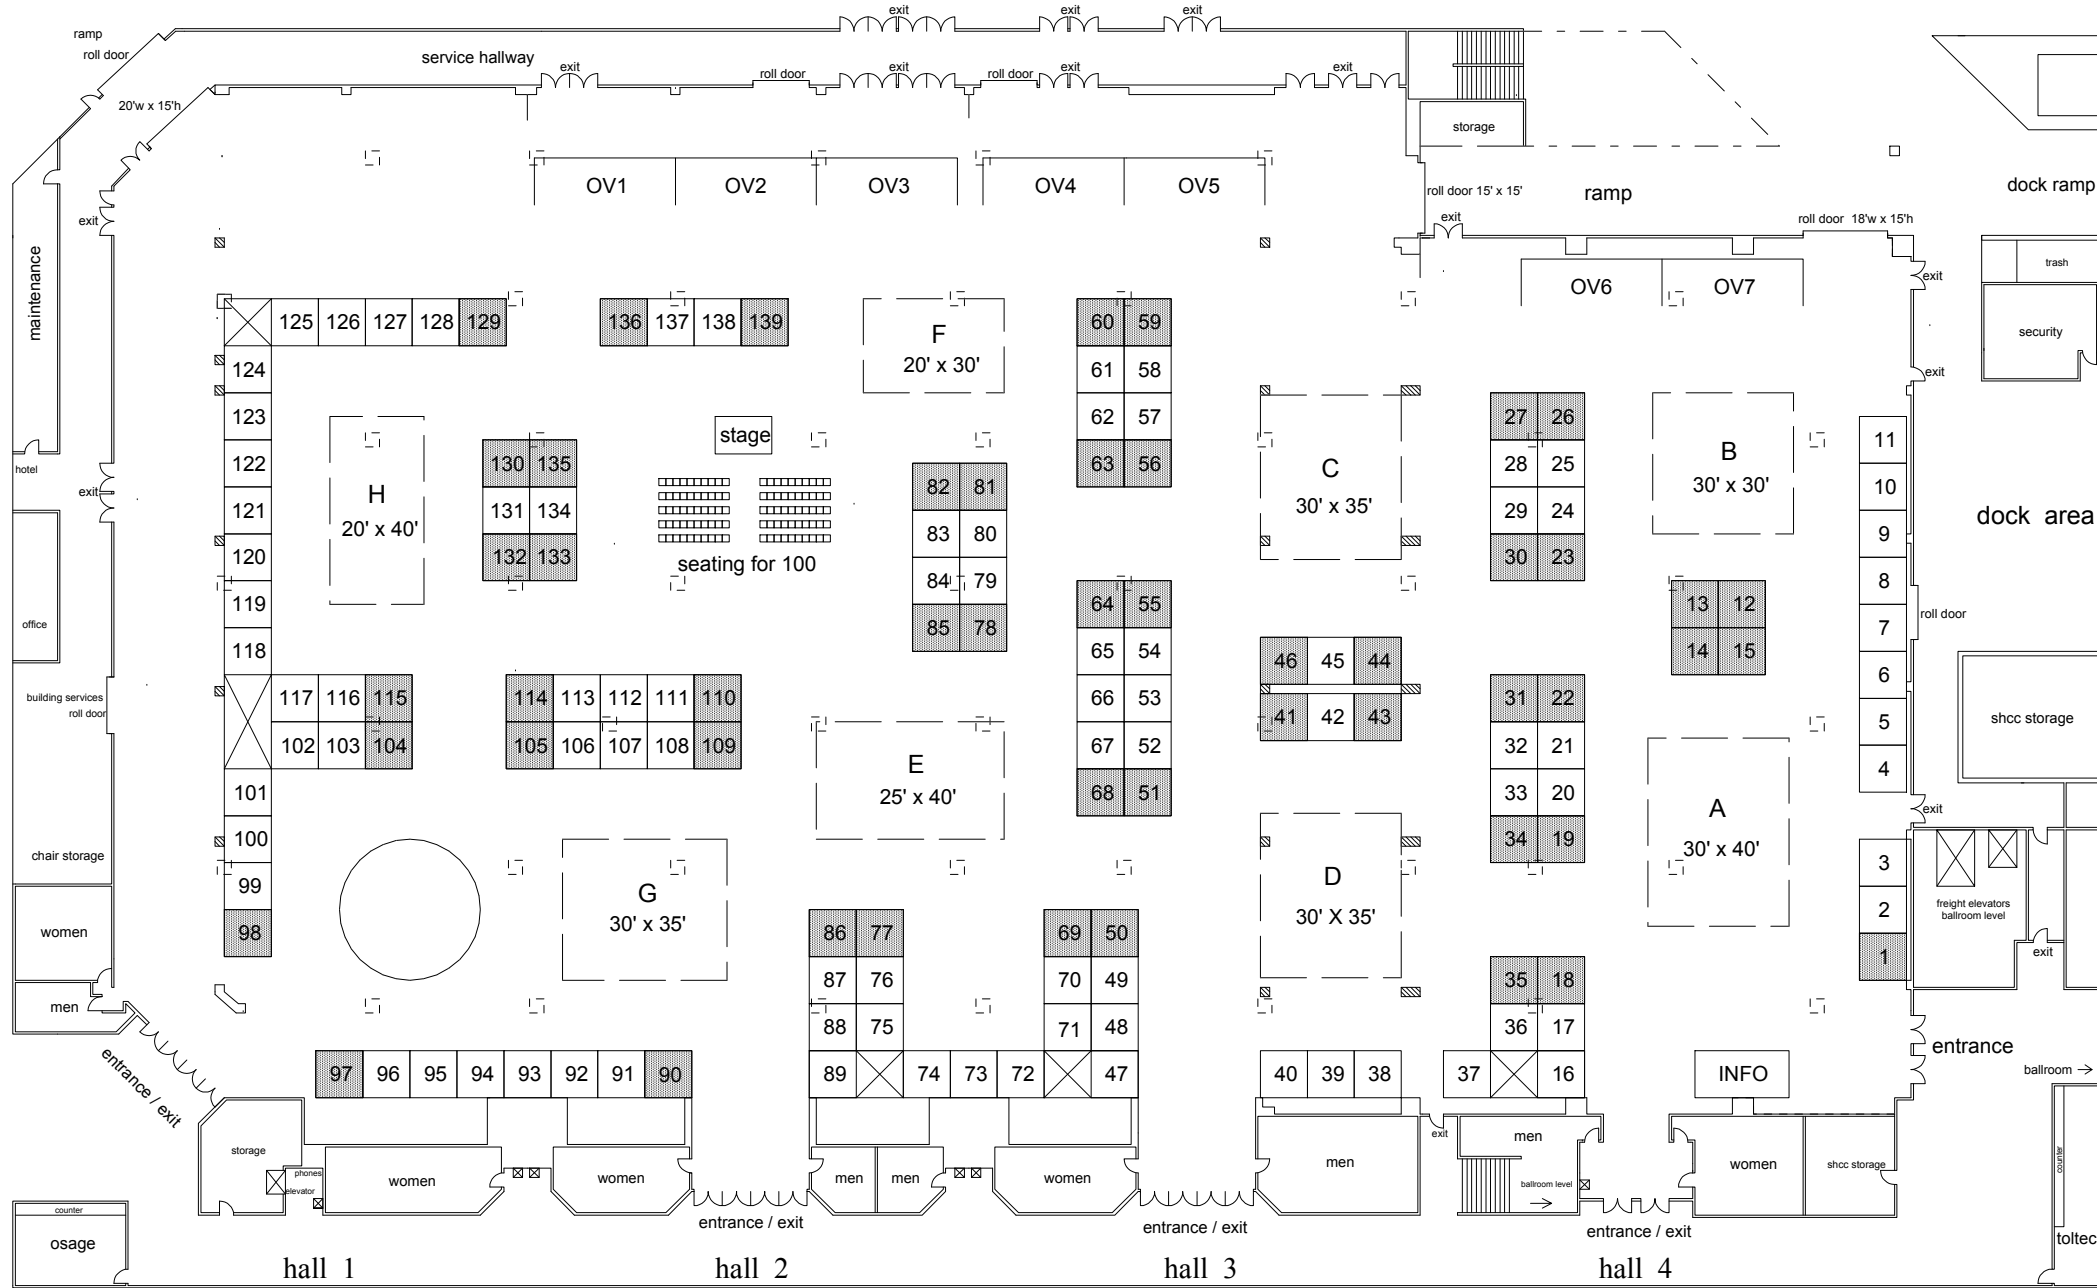 exit
exit
exit
ramp
roll door
service hallway
exit
roll door
exit
roll door
exit
exit
20'w x 15'h
storage
OV1
OV2
OV3
OV4
OV5
roll door 15' x 15'
ramp
dock ramp
exit
exit
roll door 18'w x 15'h
maintenance
trash
exit
OV6
OV7
security
125 126 127 128 129
136 137 138 139
F
20' x 30'
60 59
61 58
62 57
63 56
exit
124
123
122
121
120
119
118
H
20' x 40'
130 135
131 134
132 133
stage
seating for 100
82 81
83 80
84 79
85 78
C
30' x 35'
27 26
28 25
29 24
30 23
B
30' x 30'
11
10
9
8
7
6
5
4
dock area
hotel
exit
office
64 55
65 54
66 53
67 52
68 51
46 45 44
41 42 43
13 12
14 15
roll door
building services
roll door
117 116 115
102 103 104
114 113 112 111 110
105 106 107 108 109
E
25' x 40'
31 22
32 21
33 20
34 19
A
30' x 40'
shcc storage
exit
101
100
99
98
chair storage
G
30' x 35'
D
30' X 35'
3
2
1
freight elevators
ballroom level
exit
women
men
86 77
87 76
88 75
89 74 73 72 47
69 50
70 49
71 48
35 18
36 17
37 16
entrance / exit
97 96 95 94 93 92 91 90
40 39 38
INFO
entrance
ballroom
storage
phones
elevator
women
women
men
men
women
men
exit
men
ballroom level
women
shcc storage
counter
counter
osage
entrance / exit
entrance / exit
entrance / exit
toltec
hall 1
hall 2
hall 3
hall 4